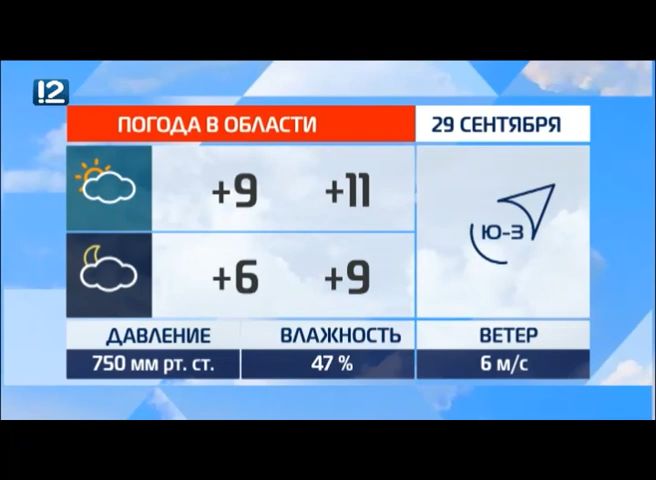 12
ПОГОДА В ОБЛАСТИ
29 СЕНТЯБРЯ
+9 +11
Ю-З
+6 +9
ДАВЛЕНИЕ ВЛАЖНОСТЬ ВЕТЕР
750 мм рт. ст. 47 % 6 м/с